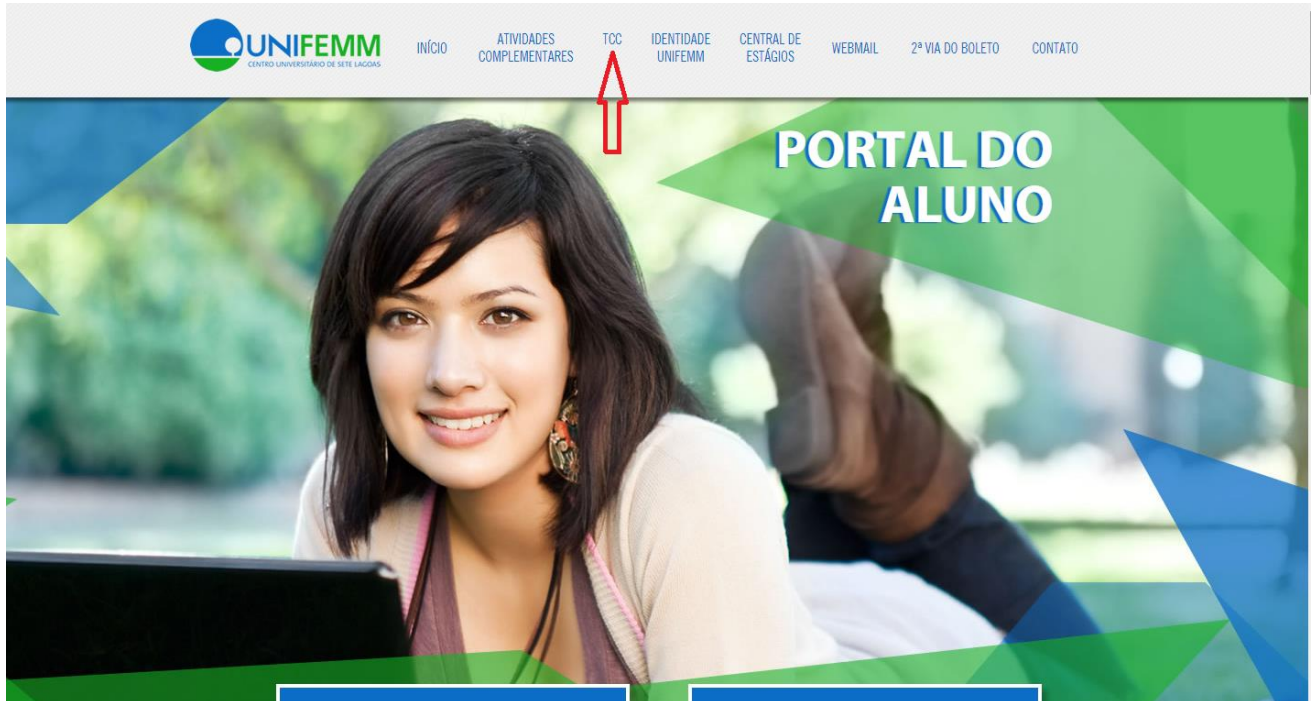 UNIFEMM
CENTRO UNIVERSITÁRIO DE SETE LAGOAS
INÍCIO
ATIVIDADES
COMPLEMENTARES
TCC
IDENTIDADE
UNIFEMM
CENTRAL DE
ESTÁGIOS
WEBMAIL
2ª VIA DO BOLETO
CONTATO
PORTAL DO
ALUNO